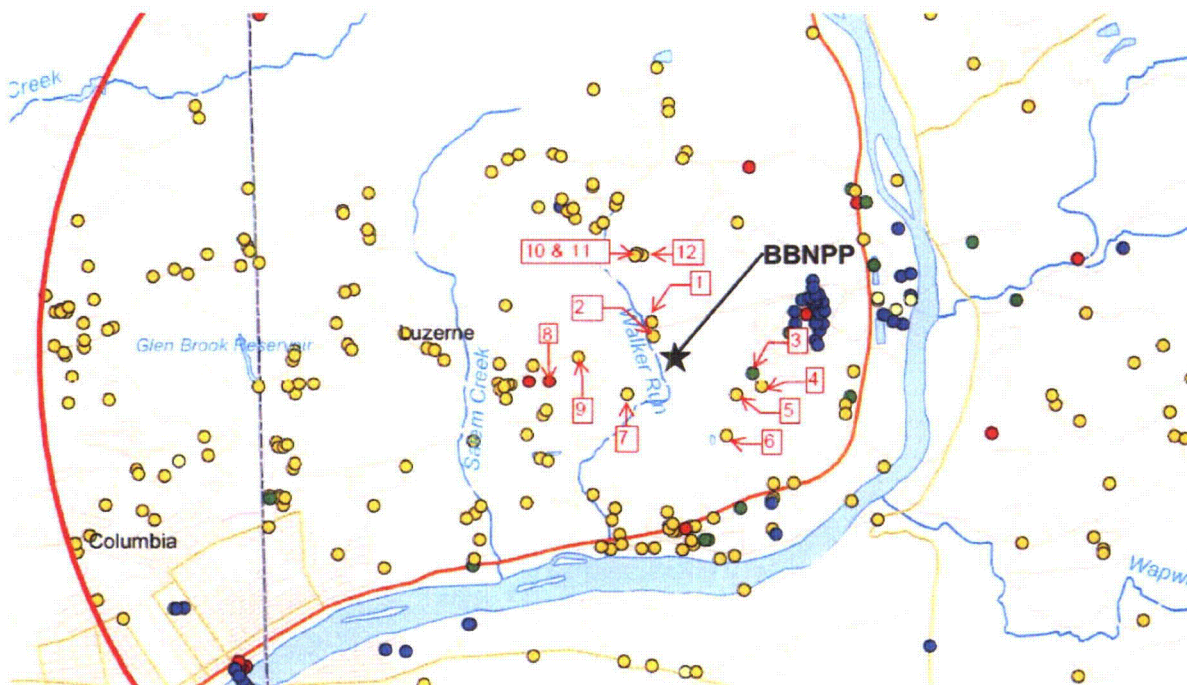 Creek
BBNPP
10 & 11
12
1
2
Walker Run
Luzerne
Glen Brook Reservoir
8
3
4
Salem Creek
9
7
5
6
Columbia
Wapw